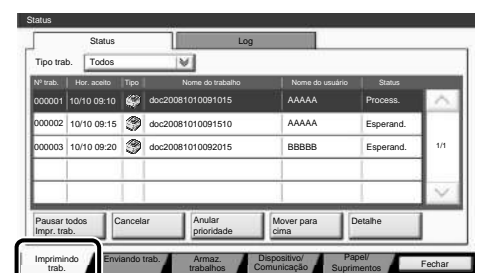 Status
Status
Log
Tipo trab.
Todos
Nº trab. Hor. aceito Tipo Nome do trabalho Nome do usuário Status
000001 10/10 09:10 doc20081010091015 AAAAA Process.
000002 10/10 09:15 doc20081010091510 AAAAA Esperand.
000003 10/10 09:20 doc20081010092015 BBBBB Esperand.
1/1
Pausar todos
Impr. trab.
Cancelar
Anular
prioridade
Mover para
cima
Detalhe
Imprimindo
trab.
Enviando trab.
Armaz.
trabalhos
Dispositivo/
Comunicação
Papel/
Suprimentos
Fechar